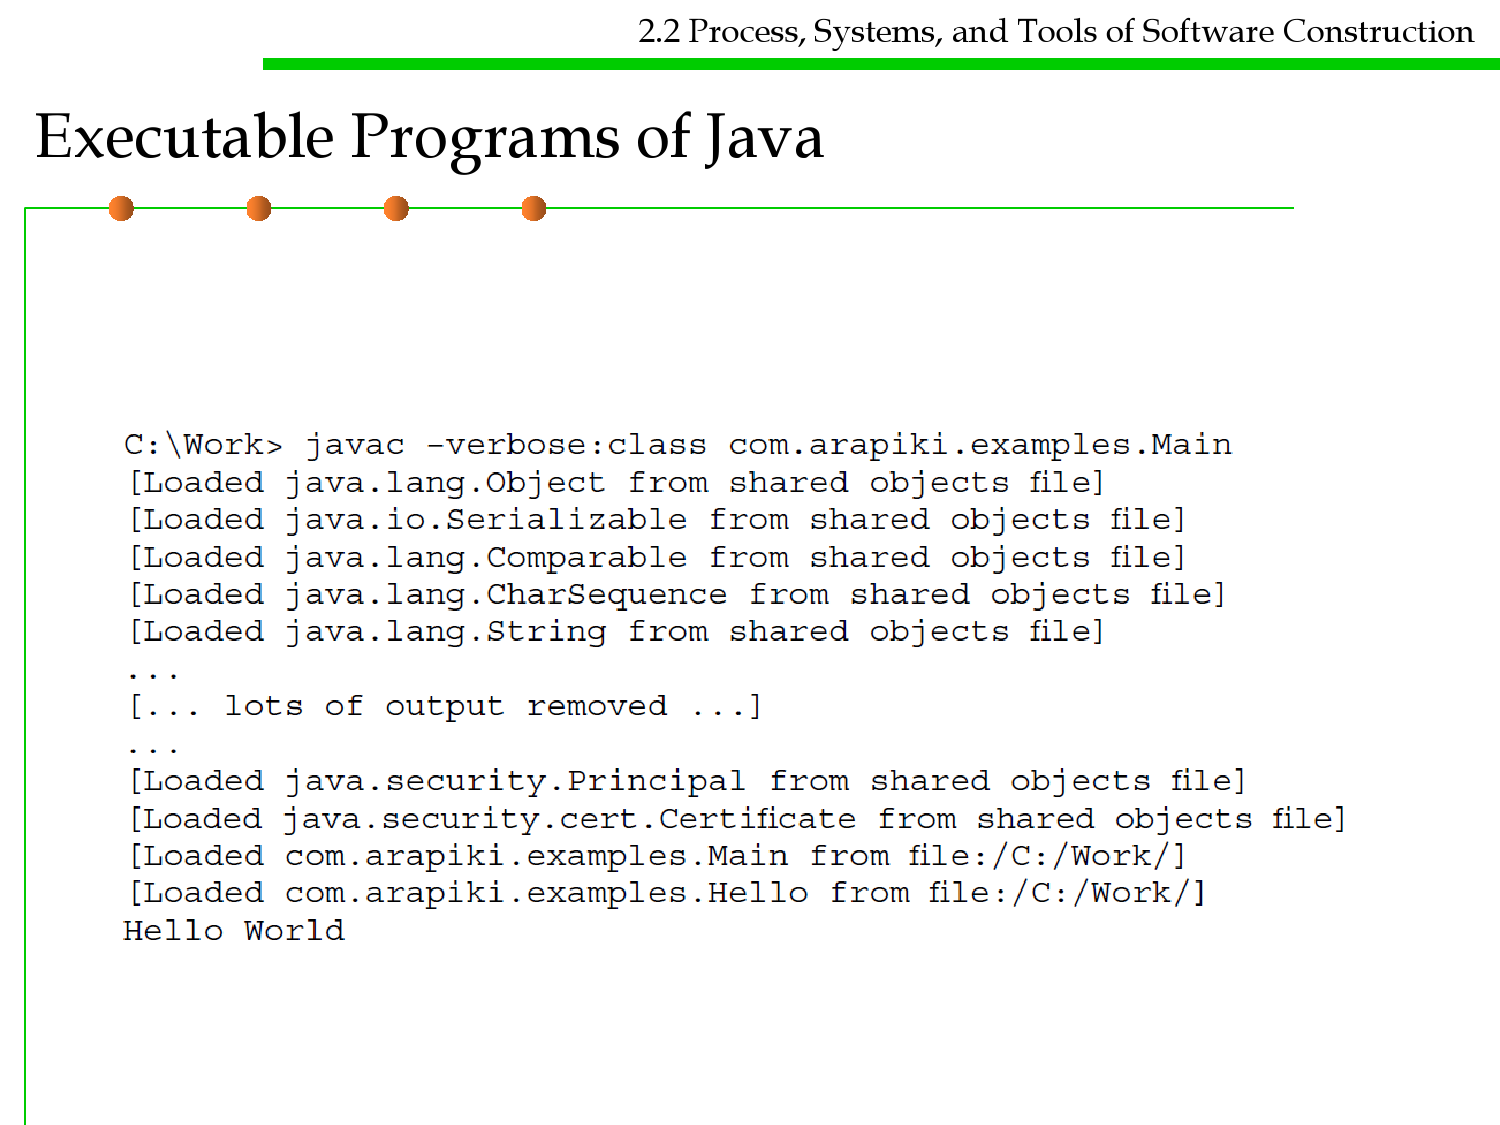 2.2 Process, Systems, and Tools of Software Construction
Executable Programs of Java
C:\Work> javac –verbose:class com.arapiki.examples.Main
[Loaded java.lang.Object from shared objects file]
[Loaded java.io.Serializable from shared objects file]
[Loaded java.lang.Comparable from shared objects file]
[Loaded java.lang.CharSequence from shared objects file]
[Loaded java.lang.String from shared objects file]
...
[... lots of output removed ...]
...
[Loaded java.security.Principal from shared objects file]
[Loaded java.security.cert.Certificate from shared objects file]
[Loaded com.arapiki.examples.Main from file:/C:/Work/]
[Loaded com.arapiki.examples.Hello from file:/C:/Work/]
Hello World